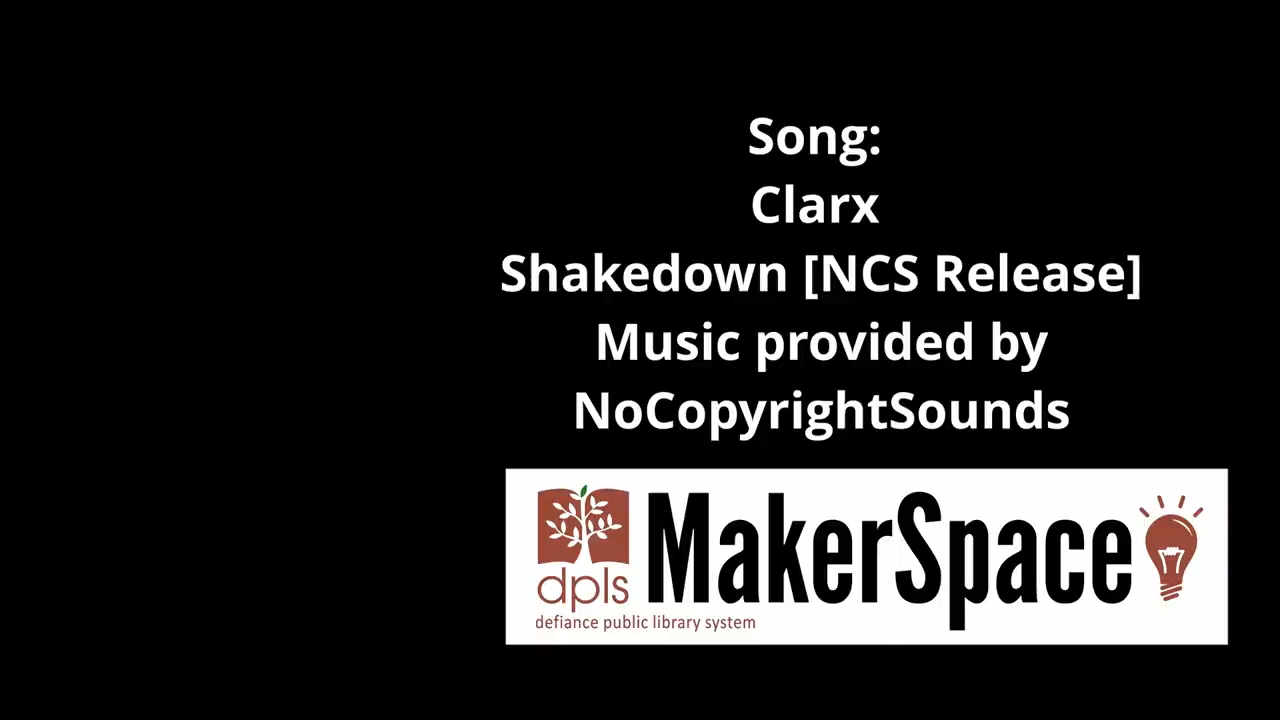 Song:
Clarx
Shakedown [NCS Release]
Music provided by
NoCopyrightSounds
dpls
MakerSpace
defiance public library system